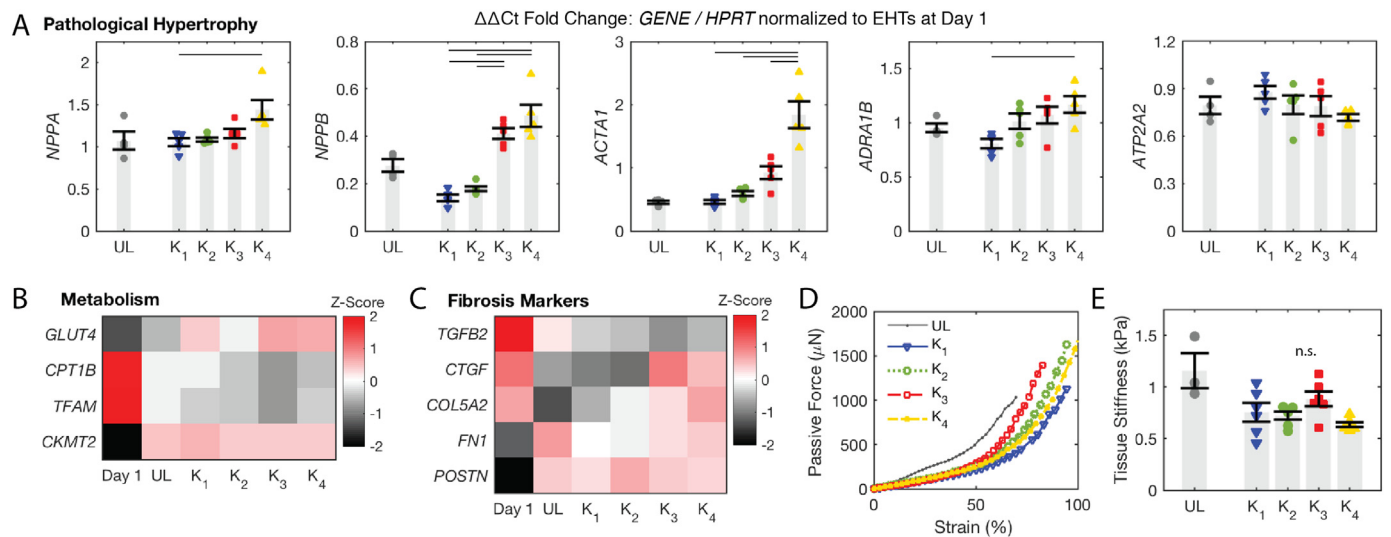 A Pathological Hypertrophy
ΔΔCt Fold Change: GENE / HPRT normalized to EHTs at Day 1
NPPA
2
1.5
1
0.5
0
UL K1 K2 K3 K4
NPPB
0.8
0.6
0.4
0.2
0
UL K1 K2 K3 K4
ACTA1
3
2
1
0
UL K1 K2 K3 K4
ADRA1B
1.5
1
0.5
0
UL K1 K2 K3 K4
ATP2A2
1.2
0.9
0.6
0.3
0
UL K1 K2 K3 K4
B Metabolism
Z-Score
GLUT4
CPT1B
TFAM
CKMT2
Day 1 UL K1 K2 K3 K4
2
1
0
-1
-2
C Fibrosis Markers
Z-Score
TGFB2
CTGF
COL5A2
FN1
POSTN
Day 1 UL K1 K2 K3 K4
2
1
0
-1
-2
D
Passive Force (μN)
2000
1500
1000
500
0
UL
K1
K2
K3
K4
0 50 100
Strain (%)
E
Tissue Stiffness (kPa)
1.5
1
0.5
0
n.s.
UL K1 K2 K3 K4